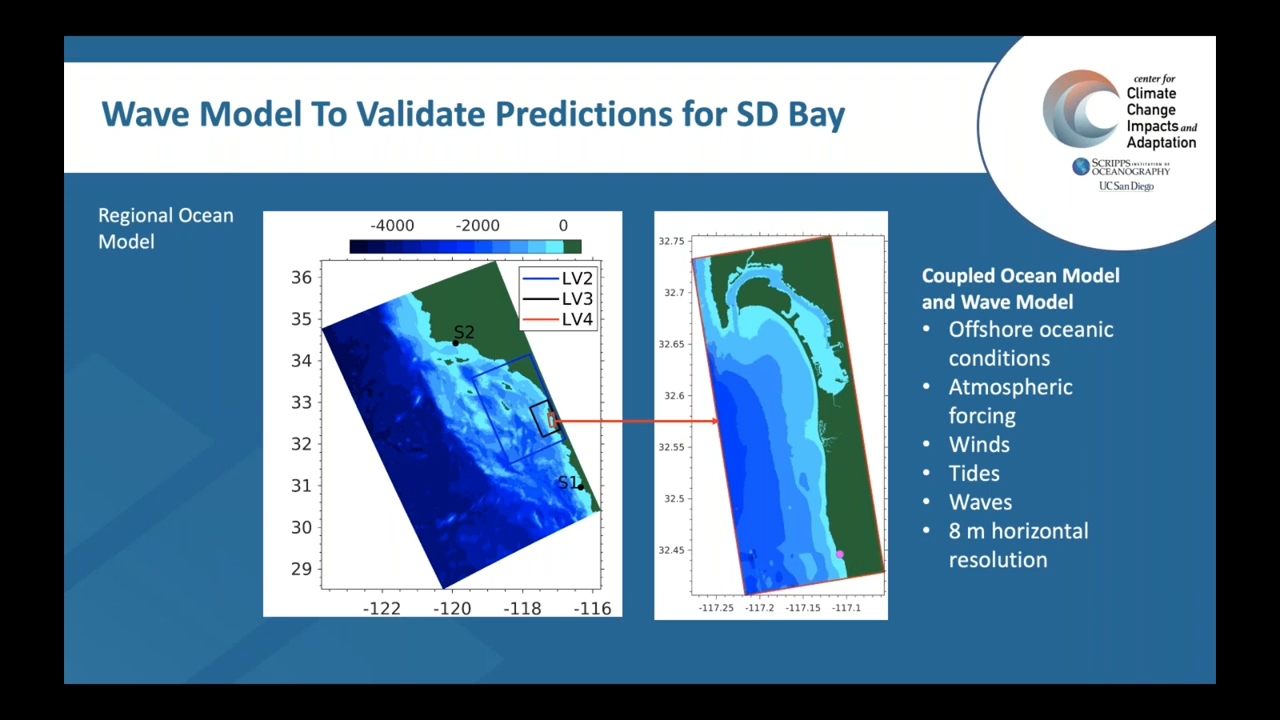 Wave Model To Validate Predictions for SD Bay
center for
Climate
Change
Impacts and
Adaptation
SCRIPPS INSTITUTION OF
OCEANOGRAPHY
UC San Diego
Regional Ocean
Model
-4000 -2000 0
LV2
LV3
LV4
S2
S1
36
35
34
33
32
31
30
29
-122 -120 -118 -116
32.75
32.7
32.65
32.6
32.55
32.5
32.45
-117.25 -117.2 -117.15 -117.1
Coupled Ocean Model
and Wave Model
• Offshore oceanic
conditions
• Atmospheric
forcing
• Winds
• Tides
• Waves
• 8 m horizontal
resolution